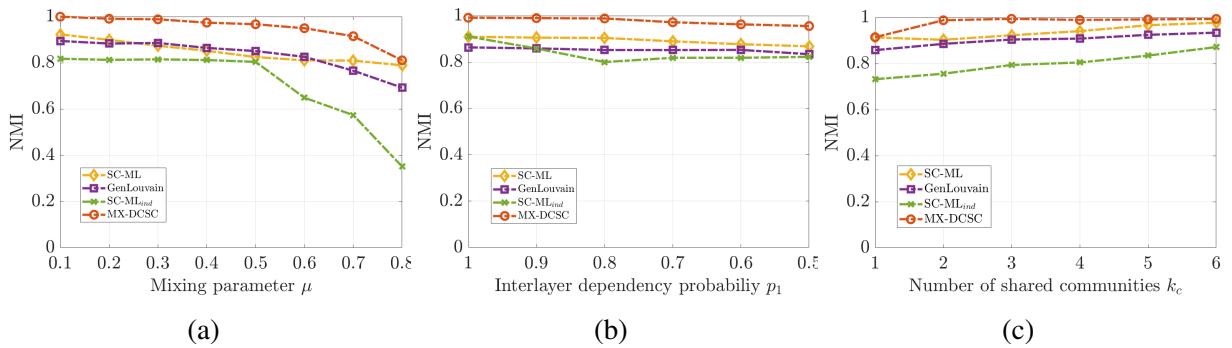 1
0.8
0.6
0.4
0.2
0
NMI
SC-ML
GenLouvain
SC-ML_ind
MX-DCSC
0.1 0.2 0.3 0.4 0.5 0.6 0.7 0.8
Mixing parameter μ
(a)
1
0.8
0.6
0.4
0.2
0
NMI
SC-ML
GenLouvain
SC-ML_ind
MX-DCSC
1 0.9 0.8 0.7 0.6 0.5
Interlayer dependency probabiliy p₁
(b)
1
0.8
0.6
0.4
0.2
0
NMI
SC-ML
GenLouvain
SC-ML_ind
MX-DCSC
1 2 3 4 5 6
Number of shared communities k_c
(c)